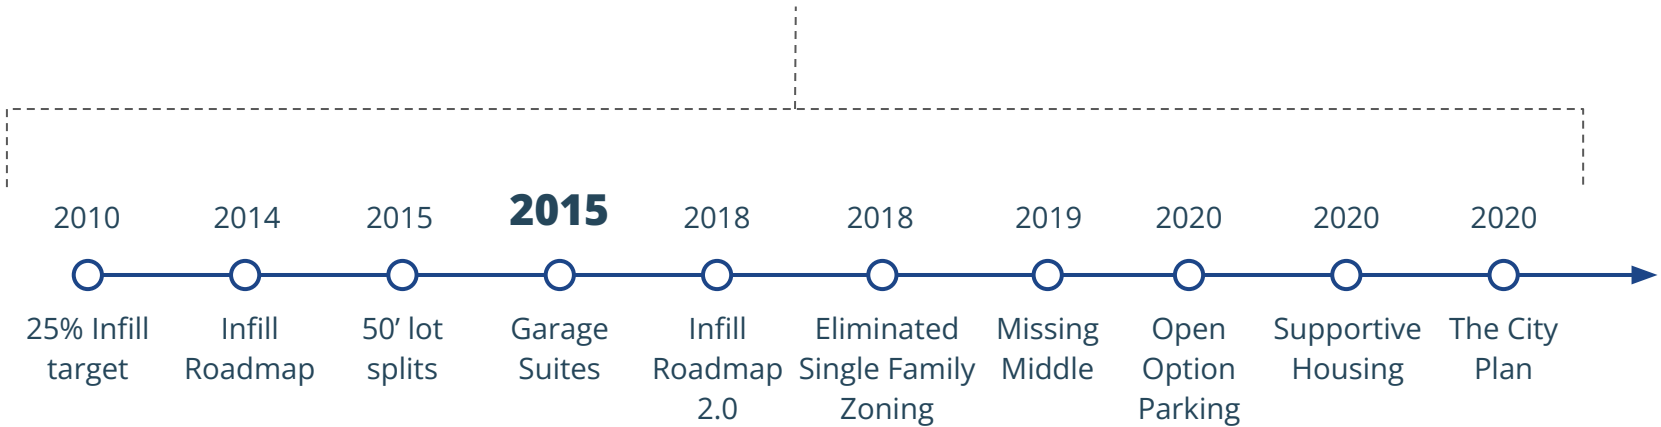 2010 2014 2015 2015 2018 2018 2019 2020 2020 2020
25% Infill target
Infill Roadmap
50’ lot splits
Garage Suites
Infill Roadmap 2.0
Eliminated Single Family Zoning
Missing Middle
Open Option Parking
Supportive Housing
The City Plan